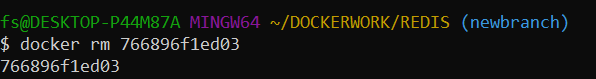 fs@DESKTOP-P44M87A MINGW64 ~/DOCKERWORK/REDIS (newbranch)
$ docker rm 766896f1ed03
766896f1ed03